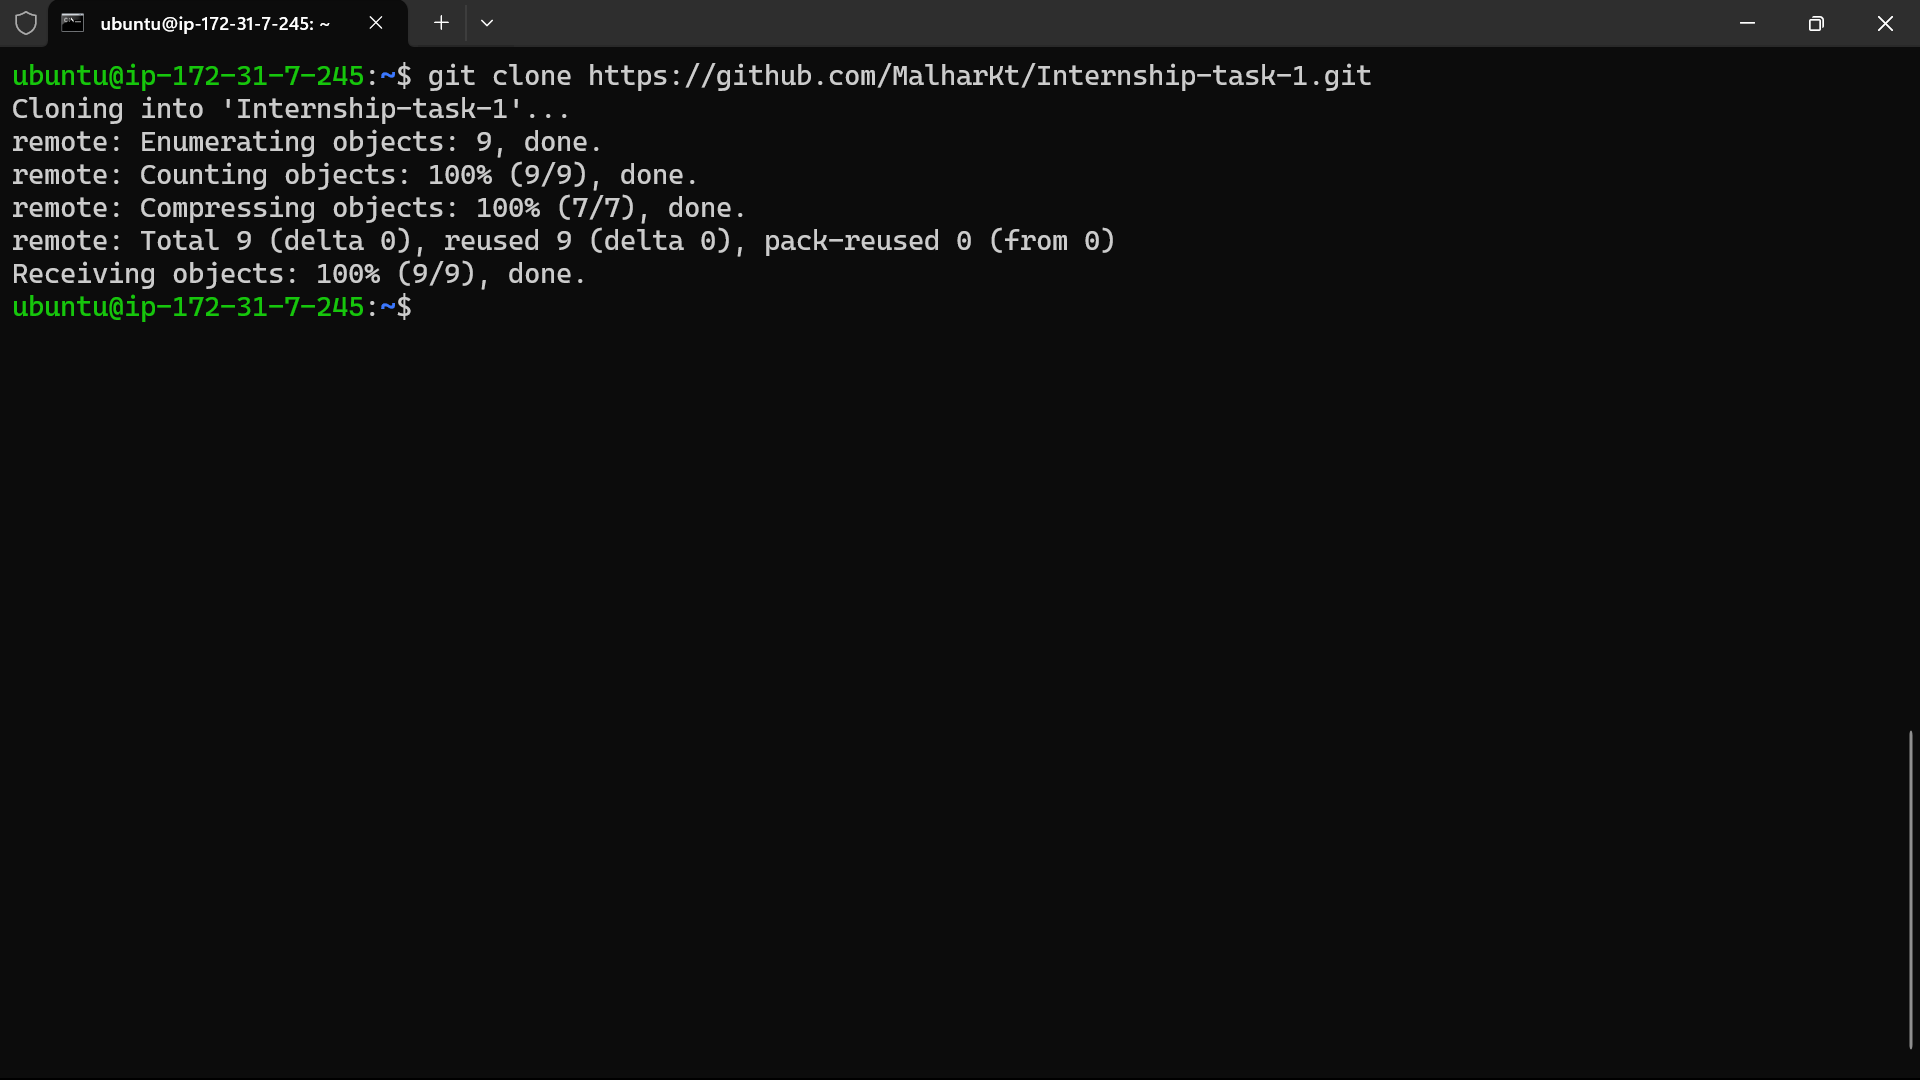 ubuntu@ip-172-31-7-245: ~
ubuntu@ip-172-31-7-245:~$ git clone https://github.com/MalharKt/Internship-task-1.git
Cloning into 'Internship-task-1'...
remote: Enumerating objects: 9, done.
remote: Counting objects: 100% (9/9), done.
remote: Compressing objects: 100% (7/7), done.
remote: Total 9 (delta 0), reused 9 (delta 0), pack-reused 0 (from 0)
Receiving objects: 100% (9/9), done.
ubuntu@ip-172-31-7-245:~$